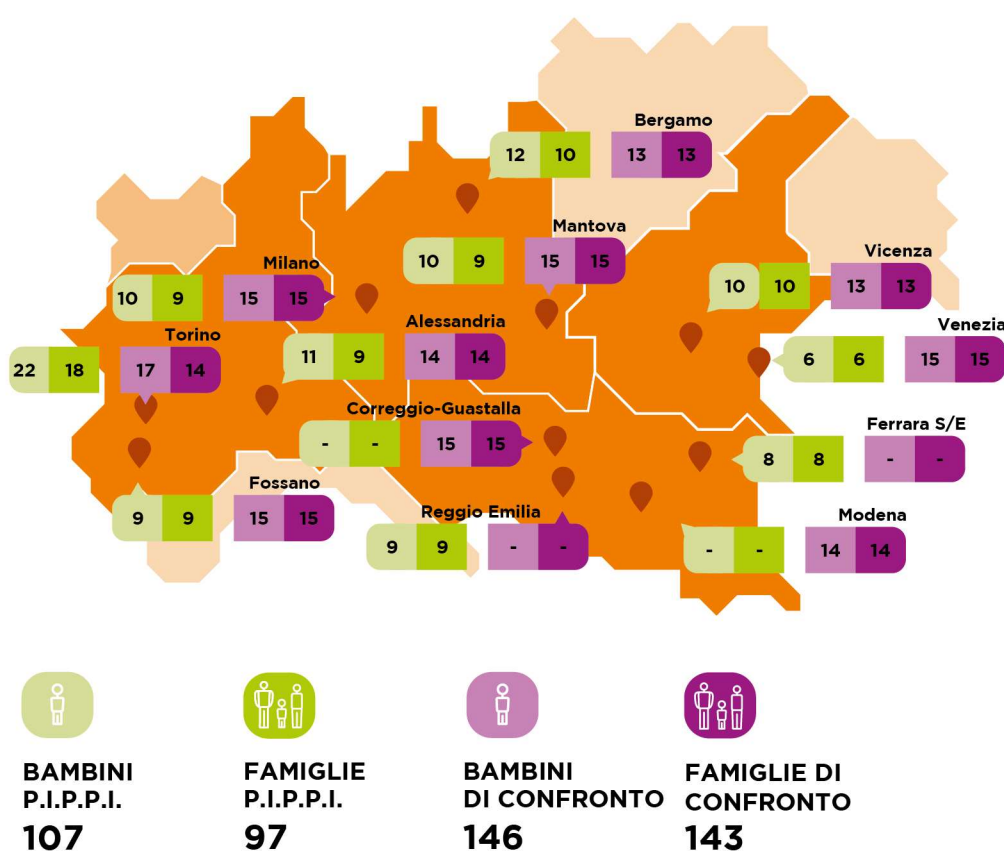 Bergamo
12 10 13 13
Mantova
10 9 15 15
Milano
10 9 15 15
Vicenza
10 10 13 13
Venezia
6 6 15 15
Alessandria
11 9 14 14
Torino
22 18 17 14
Correggio-Guastalla
- - 15 15
Ferrara S/E
8 8 - -
Fossano
9 9 15 15
Reggio Emilia
9 9 - -
Modena
- - 14 14
BAMBINI
P.I.P.P.I.
107
FAMIGLIE
P.I.P.P.I.
97
BAMBINI
DI CONFRONTO
146
FAMIGLIE DI
CONFRONTO
143